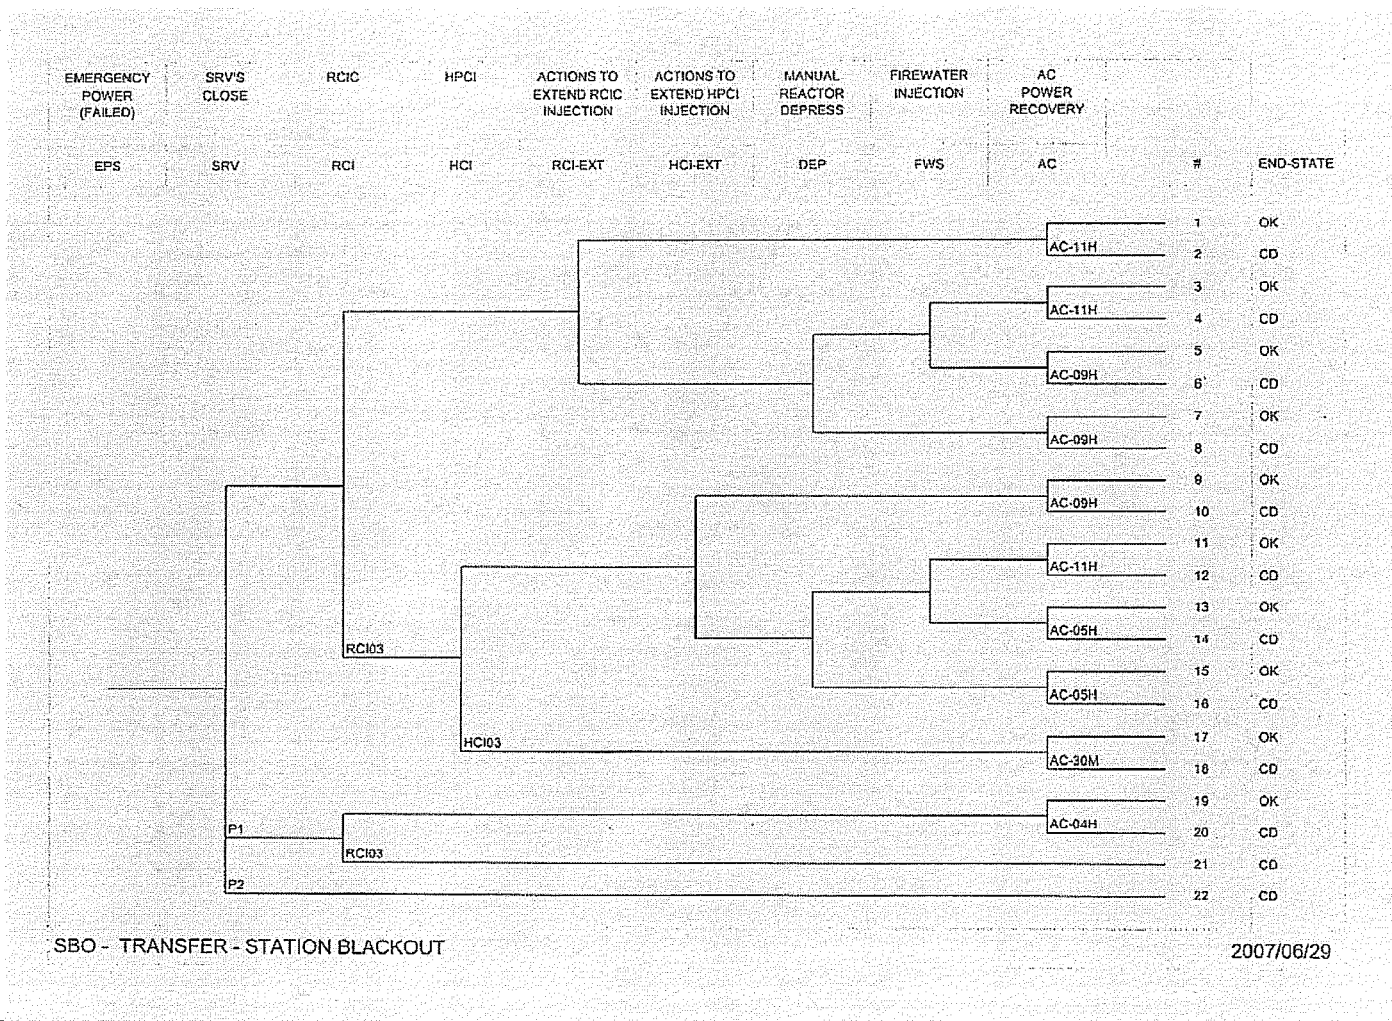 EMERGENCY POWER (FAILED)
SRV'S CLOSE
RCIC
HPCI
ACTIONS TO EXTEND RCIC INJECTION
ACTIONS TO EXTEND HPCI INJECTION
MANUAL REACTOR DEPRESS
FIREWATER INJECTION
AC POWER RECOVERY
EPS SRV RCI HCI RCI-EXT HCI-EXT DEP FWS AC # END-STATE
1 OK
AC-11H
2 CD
3 OK
AC-11H
4 CD
5 OK
AC-09H
6 CD
7 OK
AC-09H
8 CD
9 OK
AC-09H
10 CD
11 OK
AC-11H
12 CD
13 OK
AC-05H
14 CD
RCI03
15 OK
AC-05H
16 CD
17 OK
HCI03
AC-30M
18 CD
19 OK
P1
AC-04H
20 CD
RCI03
21 CD
P2
22 CD
SBO - TRANSFER - STATION BLACKOUT
2007/06/29